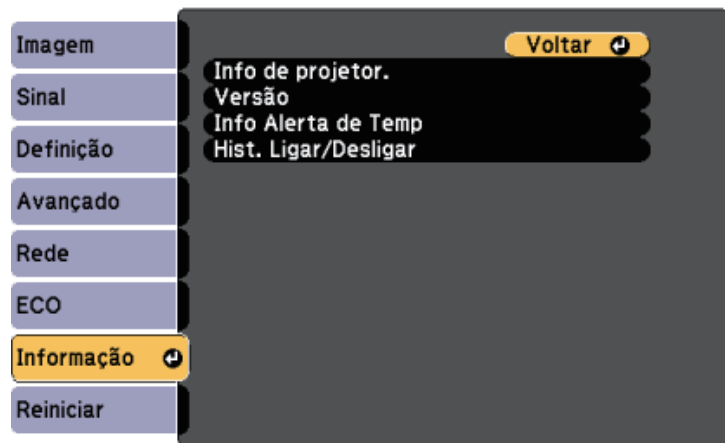 Imagem
Sinal
Definição
Avançado
Rede
ECO
Informação
Reiniciar
Voltar
Info de projetor.
Versão
Info Alerta de Temp
Hist. Ligar/Desligar